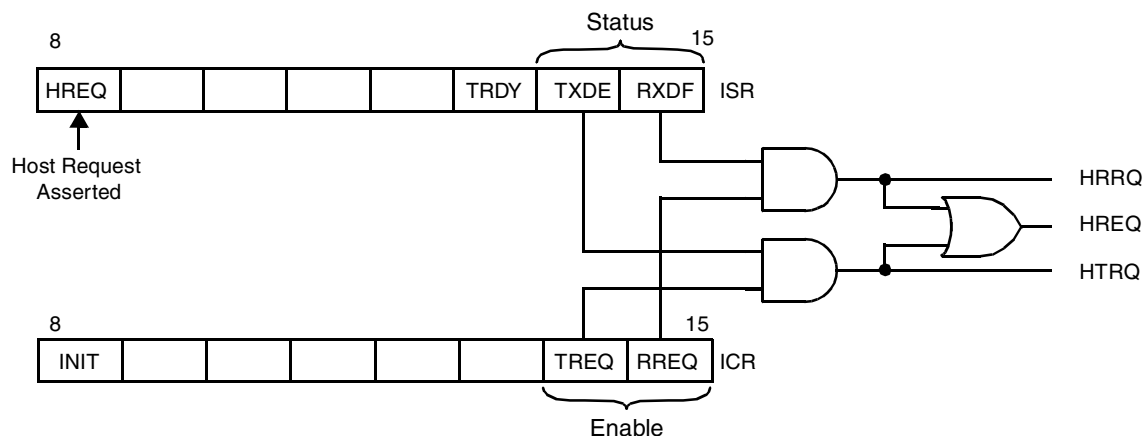 Status
8
15
HREQ
TRDY
TXDE
RXDF
ISR
Host Request
Asserted
HRRQ
HREQ
HTRQ
8
15
INIT
TREQ
RREQ
ICR
Enable